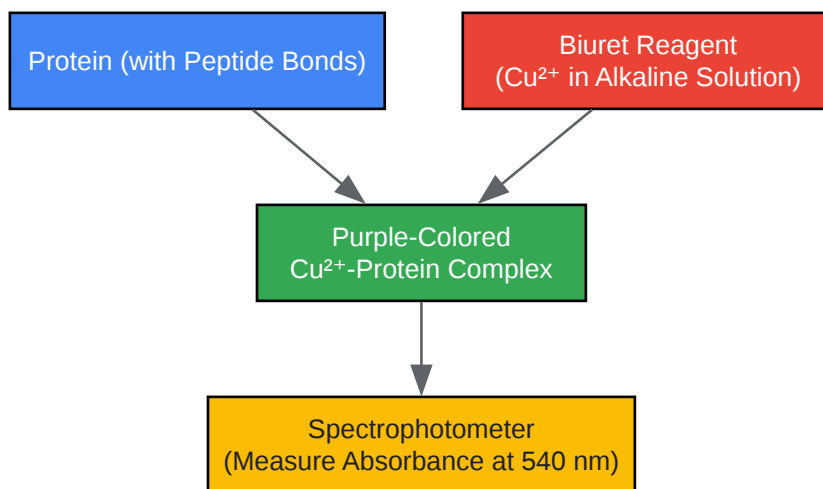 Protein (with Peptide Bonds)
Biuret Reagent
(Cu²⁺ in Alkaline Solution)
Purple-Colored
Cu²⁺-Protein Complex
Spectrophotometer
(Measure Absorbance at 540 nm)